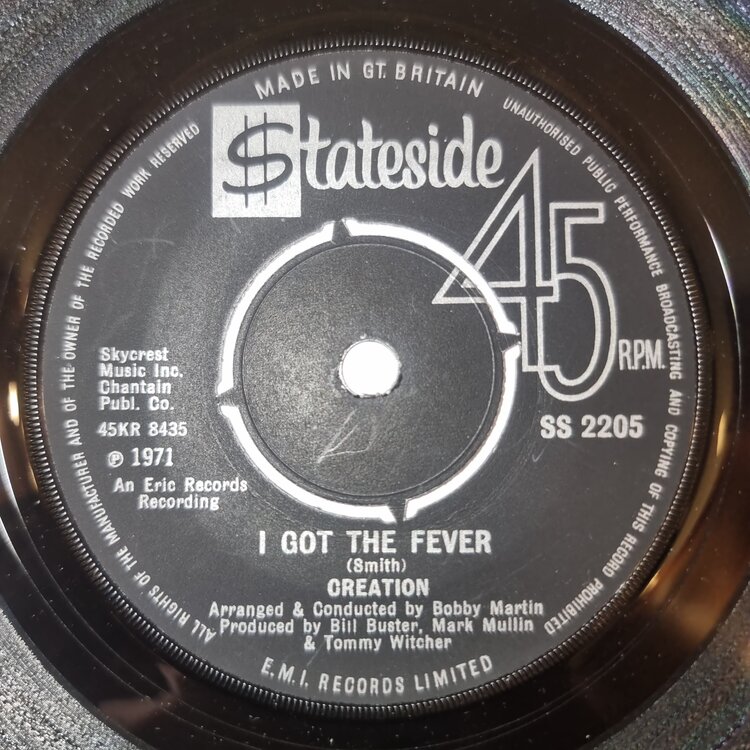 MADE IN GT. BRITAIN
UNAUTHORISED PUBLIC PERFORMANCE BROADCASTING AND COPYING OF THIS RECORD PROHIBITED
ALL RIGHTS OF THE MANUFACTURER AND OF THE OWNER OF THE RECORDED WORK RESERVED
$tateside
45
R.P.M.
Skycrest
Music Inc.
Chantain
Publ. Co.
45KR 8435
℗ 1971
An Eric Records
Recording
SS 2205
I GOT THE FEVER
(Smith)
CREATION
Arranged & Conducted by Bobby Martin
Produced by Bill Buster, Mark Mullin
& Tommy Witcher
E.M.I. RECORDS LIMITED